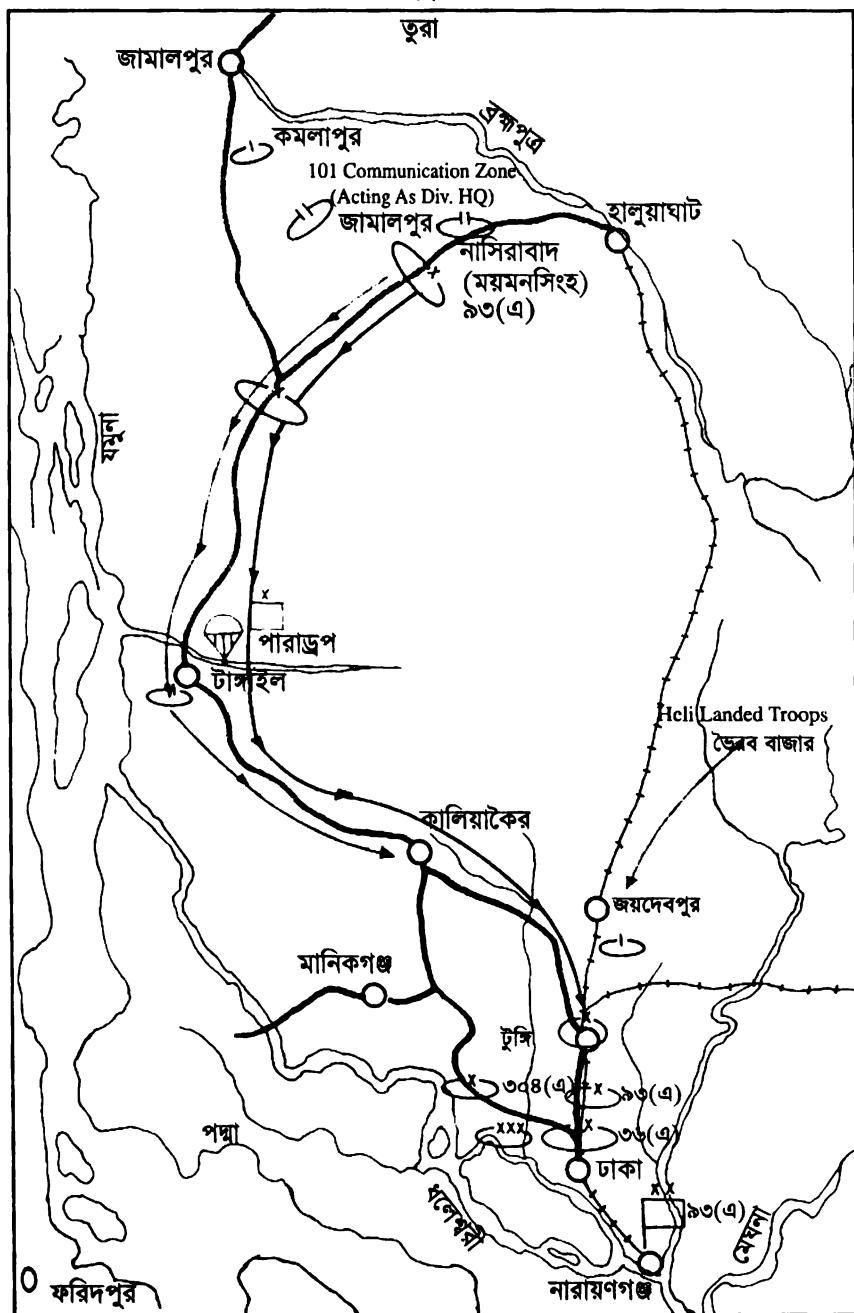 তুরা
জামালপুর
ব্রহ্মপুত্র
কমলাপুর
101 Communication Zone
(Acting As Div. HQ)
জামালপুর
হালুয়াঘাট
নাসিরাবাদ
(ময়মনসিংহ)
৯৩(এ)
যমুনা
x
পারাড্রপ
টাঙ্গাইল
Heli Landed Troops
ভৈরব বাজার
কালিয়াকৈর
জয়দেবপুর
মানিকগঞ্জ
টুঙ্গি
৩০৪(এ)
৯৩(এ)
xxx
৩৬(এ)
পদ্মা
ঢাকা
ধলেশ্বরী
x x
৯৩(এ)
মেঘনা
নারায়ণগঞ্জ
ফরিদপুর